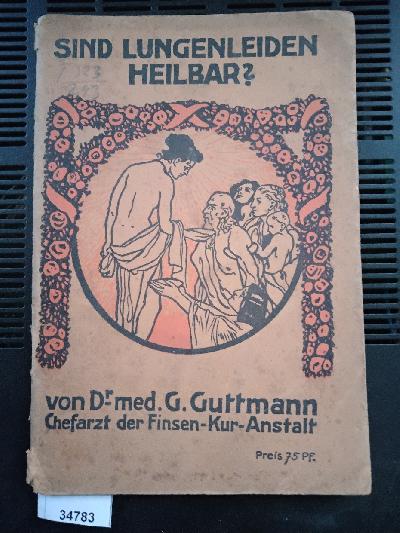 SIND LUNGENLEIDEN
HEILBAR?
von Dr med. G. Guttmann
Chefarzt der Finsen-Kur-Anstalt
Preis 75 Pf.
34783